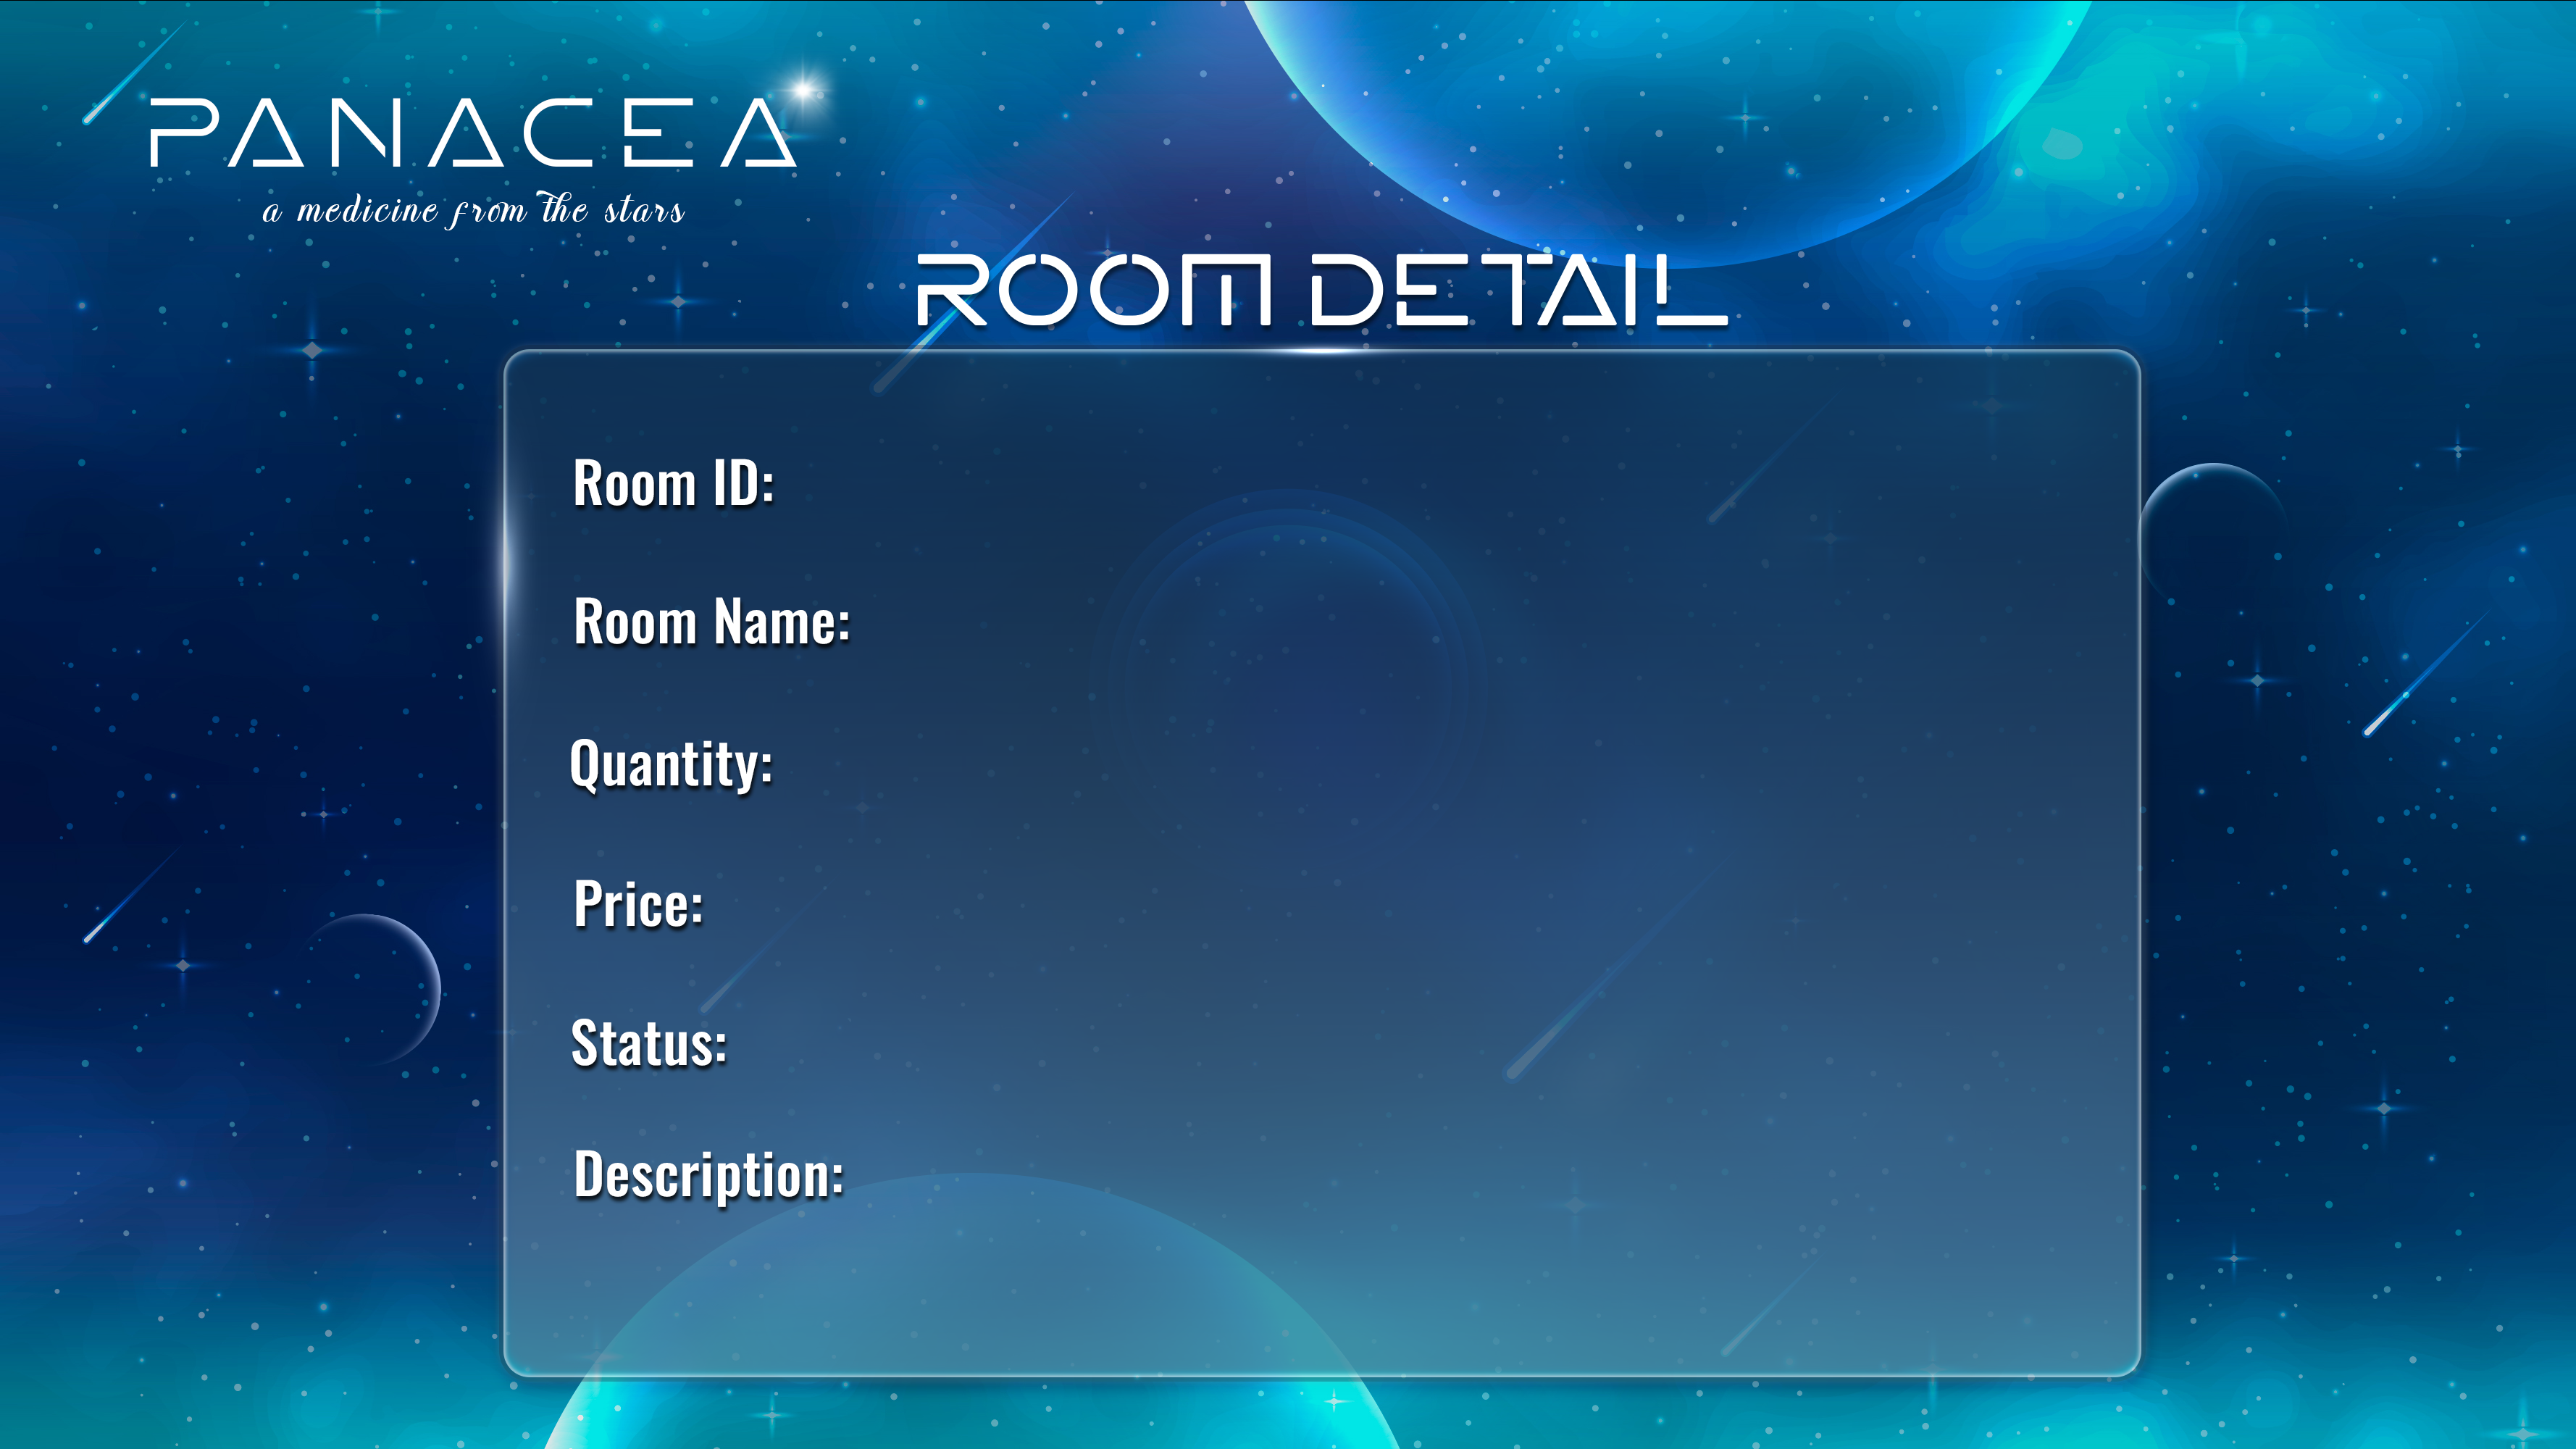 PANACEA
a medicine from the stars
ROOM DETAIL
Room ID:
Room Name:
Quantity:
Price:
Status:
Description: